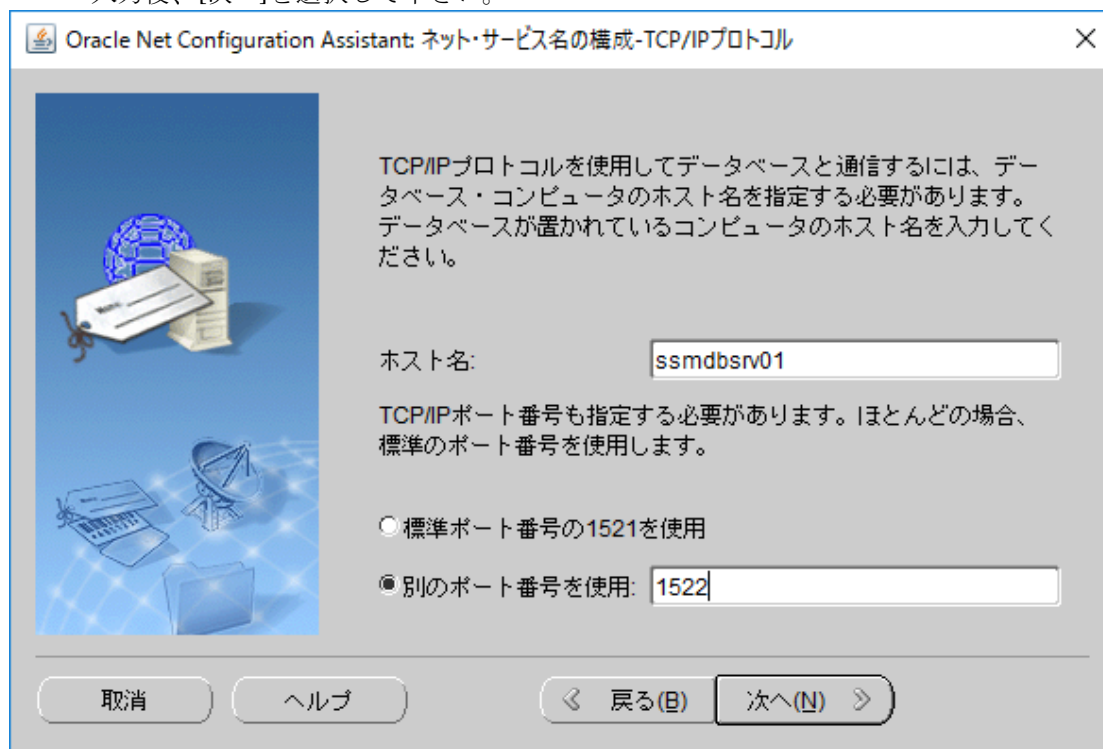 Oracle Net Configuration Assistant: ネット・サービス名の構成-TCP/IPプロトコル
TCP/IPプロトコルを使用してデータベースと通信するには、デー
タベース・コンピュータのホスト名を指定する必要があります。
データベースが置かれているコンピュータのホスト名を入力してく
ださい。
ホスト名: ssmdbsrv01
TCP/IPポート番号も指定する必要があります。ほとんどの場合、
標準のポート番号を使用します。
標準ポート番号の1521を使用
別のポート番号を使用: 1522
取消 ヘルプ 戻る(B) 次へ(N)